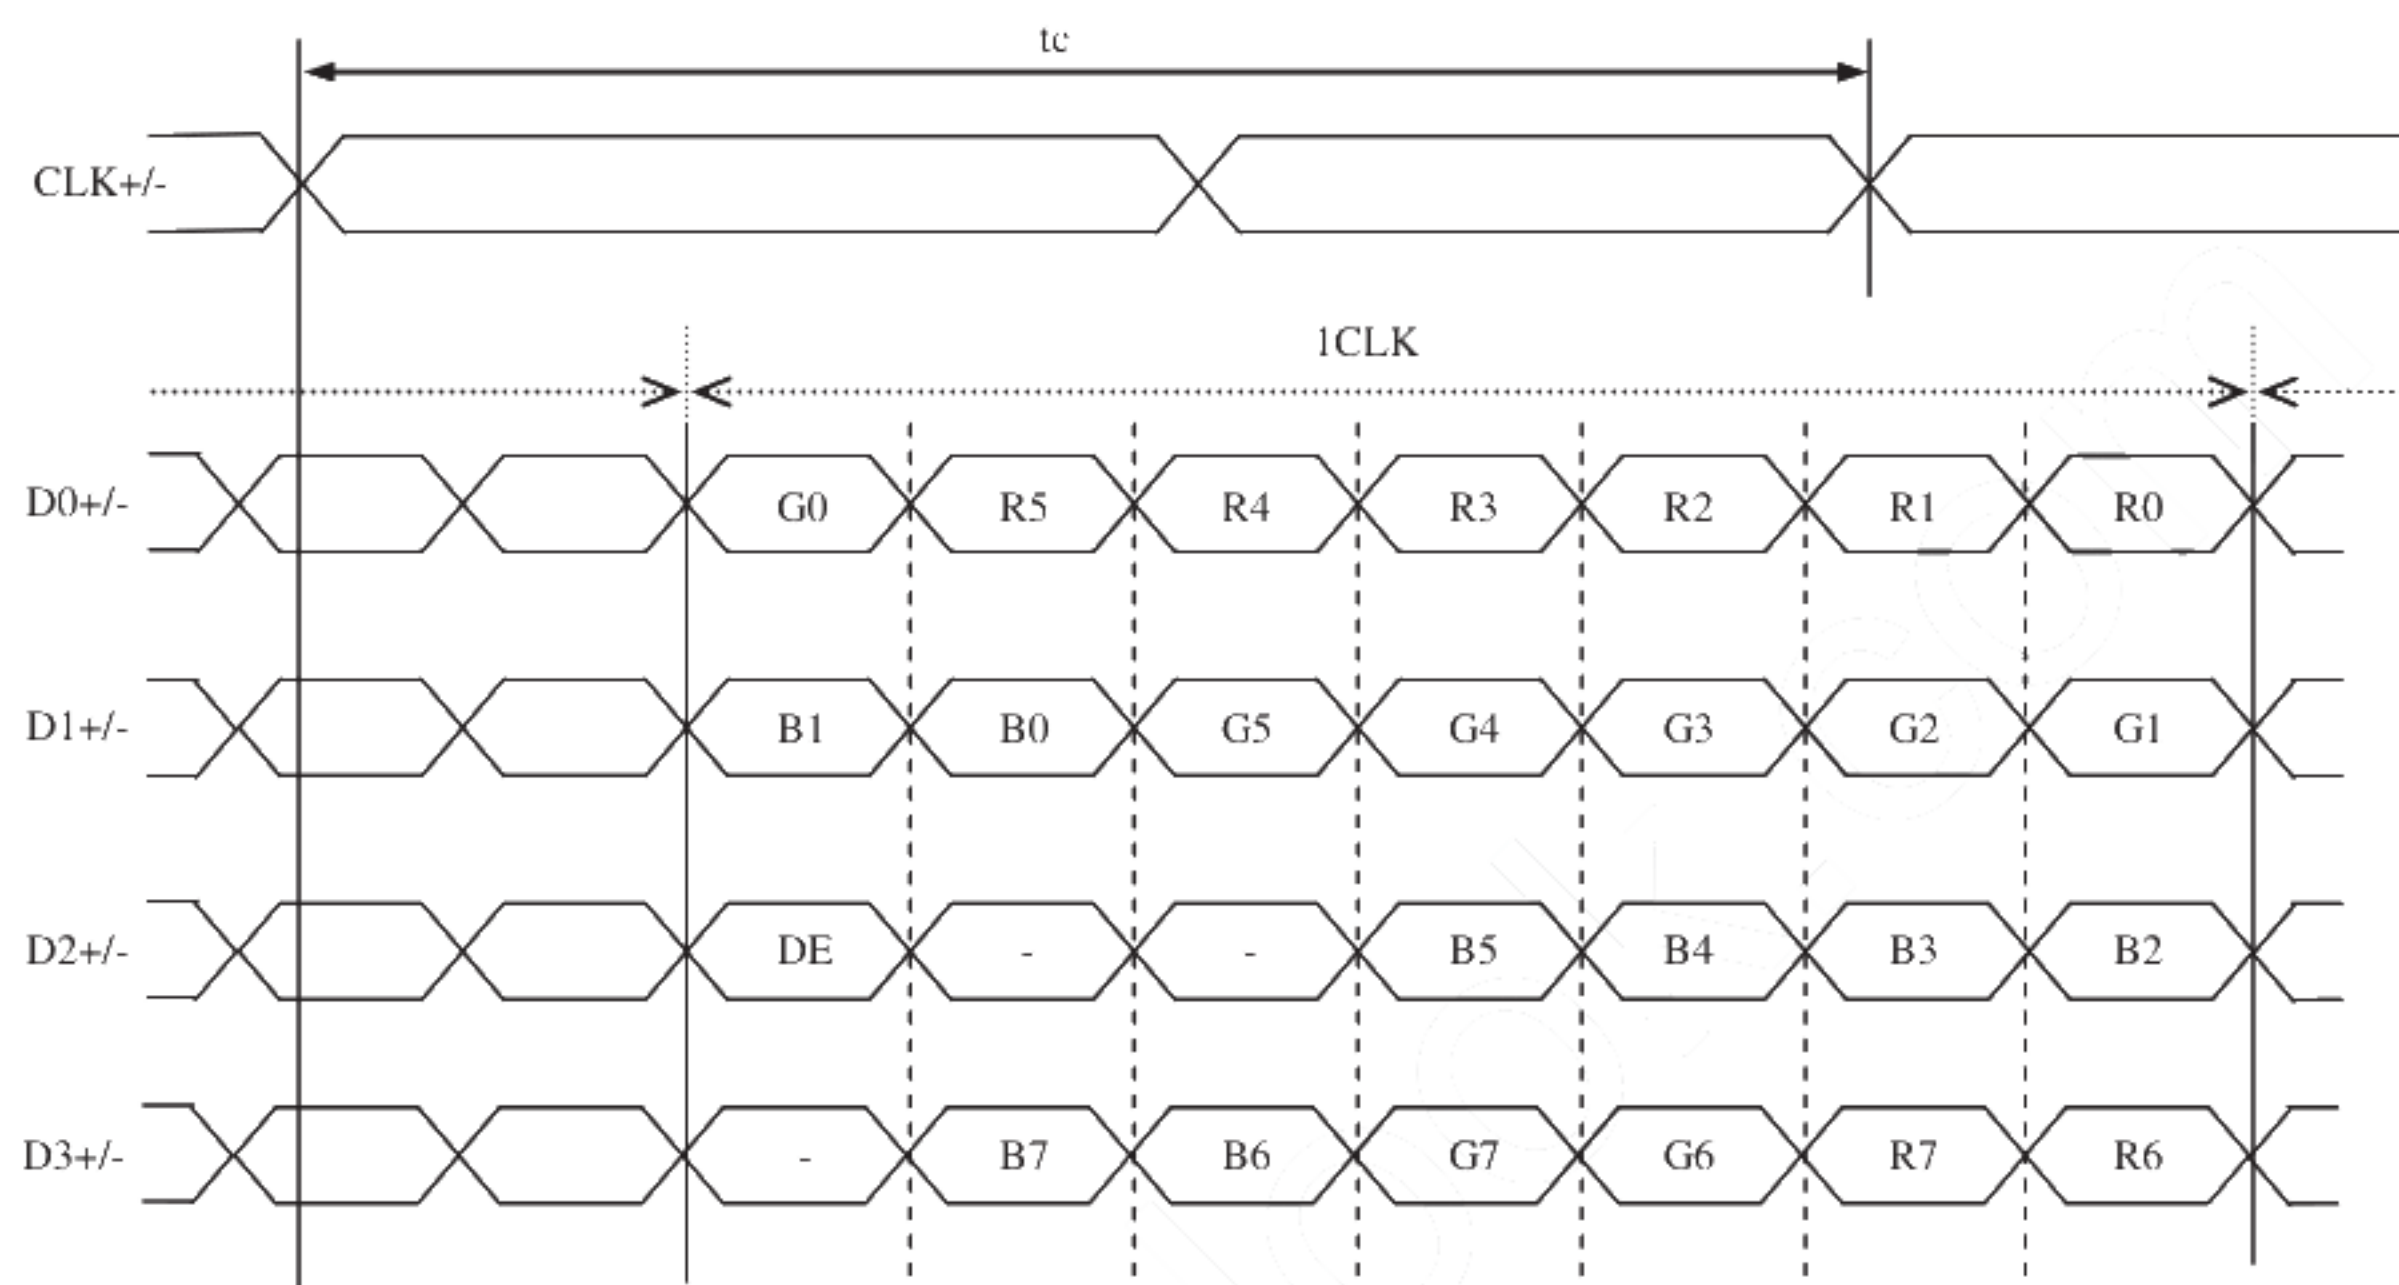 tc
CLK+/-
1CLK
D0+/- G0 R5 R4 R3 R2 R1 R0
D1+/- B1 B0 G5 G4 G3 G2 G1
D2+/- DE - - B5 B4 B3 B2
D3+/- - B7 B6 G7 G6 R7 R6